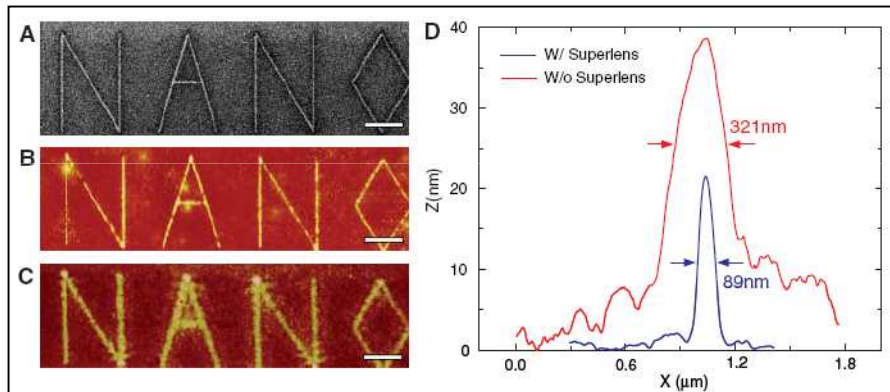 A
NANO
B
NANO
C
NANO
D
W/ Superlens
W/o Superlens
321nm
89nm
Z(nm)
40
30
20
10
0
0.0
0.6
1.2
1.8
X (μm)